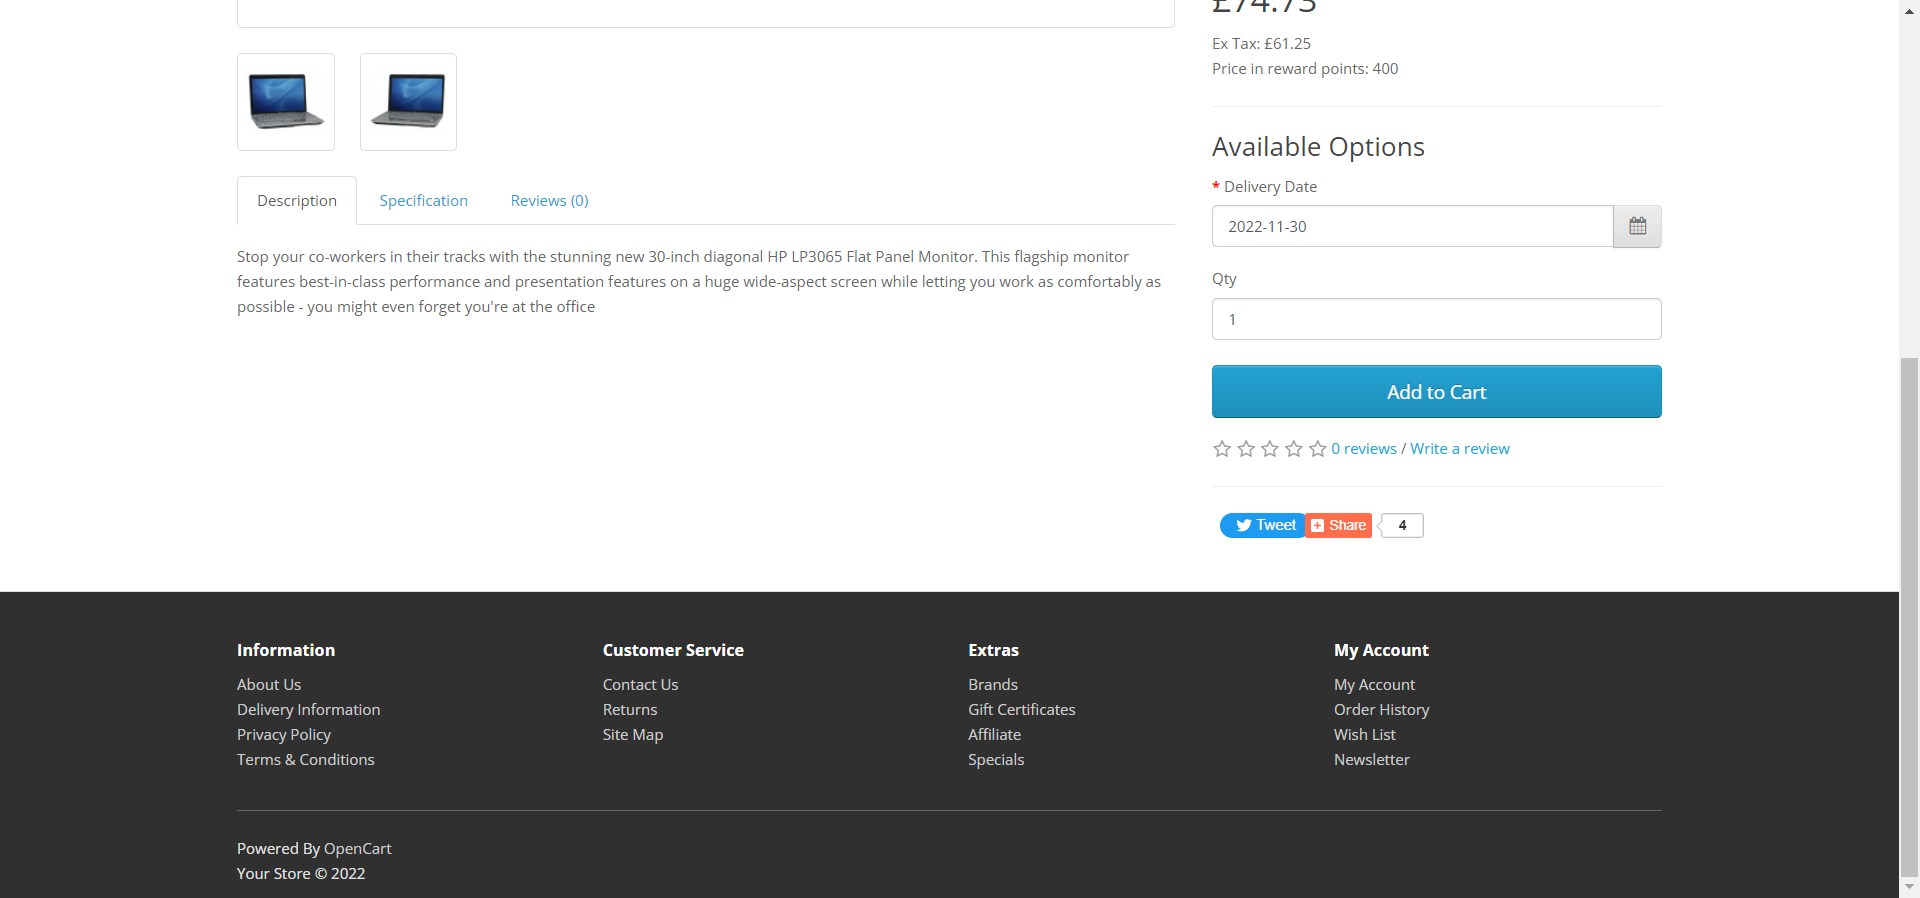 £74.73
Ex Tax: £61.25
Price in reward points: 400
Description
Specification
Reviews (0)
Stop your co-workers in their tracks with the stunning new 30-inch diagonal HP LP3065 Flat Panel Monitor. This flagship monitor
features best-in-class performance and presentation features on a huge wide-aspect screen while letting you work as comfortably as
possible - you might even forget you're at the office
Available Options
* Delivery Date
2022-11-30
Qty
1
Add to Cart
0 reviews / Write a review
Tweet
Share
4
Information
About Us
Delivery Information
Privacy Policy
Terms & Conditions
Customer Service
Contact Us
Returns
Site Map
Extras
Brands
Gift Certificates
Affiliate
Specials
My Account
My Account
Order History
Wish List
Newsletter
Powered By OpenCart
Your Store © 2022